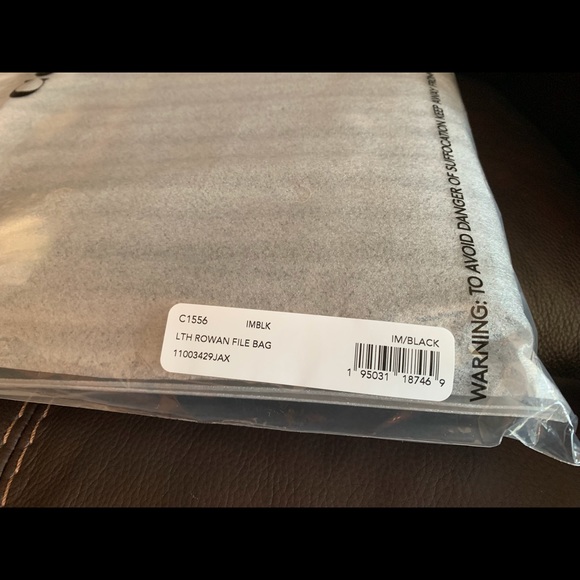 C1556 IMBLK IM/BLACK
LTH ROWAN FILE BAG
11003429JAX
1 95031 18746 9
WARNING: TO AVOID DANGER OF SUFFOCATION KEEP AWAY FROM